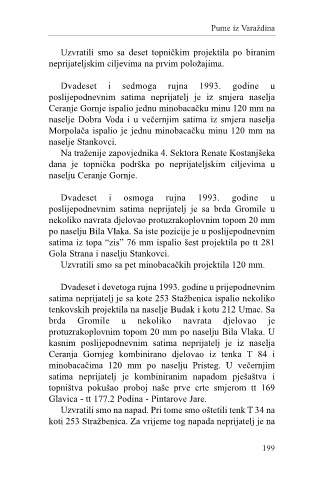 Pume iz Varaždina
Uzvratili smo sa deset topničkim projektila po biranim
neprijateljskim ciljevima na prvim položajima.
Dvadeset i sedmoga rujna 1993. godine u
poslijepodnevnim satima neprijatelj je iz smjera naselja
Ceranje Gornje ispalio jednu minobacačku minu 120 mm na
naselje Dobra Voda i u večernjim satima iz smjera naselja
Morpolača ispalio je jednu minobacačku minu 120 mm na
naselje Stankovci.
Na traženije zapovjednika 4. Sektora Renate Kostanjšeka
dana je topnička podrška po neprijateljskim ciljevima u
naselju Ceranje Gornje.
Dvadeset i osmoga rujna 1993. godine u
poslijepodnevnim satima neprijatelj je sa brda Gromile u
nekoliko navrata djelovao protuzrakoplovnim topom 20 mm
po naselju Bila Vlaka. Sa iste pozicije je u poslijepodnevnim
satima iz topa “zis” 76 mm ispalio šest projektila po tt 281
Gola Strana i naselju Stankovci.
Uzvratili smo sa pet minobacačkih projektila 120 mm.
Dvadeset i devetoga rujna 1993. godine u prijepodnevnim
satima neprijatelj je sa kote 253 Stažbenica ispalio nekoliko
tenkovskih projektila na naselje Budak i kotu 212 Umac. Sa
brda Gromile u nekoliko navrata djelovao je
protuzrakoplovnim topom 20 mm po naselju Bila Vlaka. U
kasnim poslijepodnevnim satima neprijatelj je iz naselja
Ceranja Gornjeg kombinirano djelovao iz tenka T 84 i
minobacačima 120 mm po naselju Pristeg. U večernjim
satima neprijatelj je kombiniranim napadom pješaštva i
topništva pokušao proboj naše prve crte smjerom tt 169
Glavica - tt 177.2 Podina - Pintarove Jare.
Uzvratili smo na napad. Pri tome smo oštetili tenk T 34 na
koti 253 Stražbenica. Za vrijeme tog napada neprijatelj je na
199